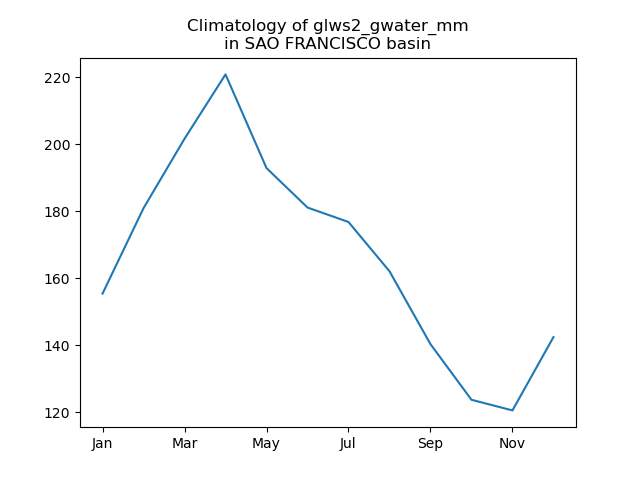 Climatology of glws2_gwater_mm
in SAO FRANCISCO basin
220
200
180
160
140
120
Jan Mar May Jul Sep Nov